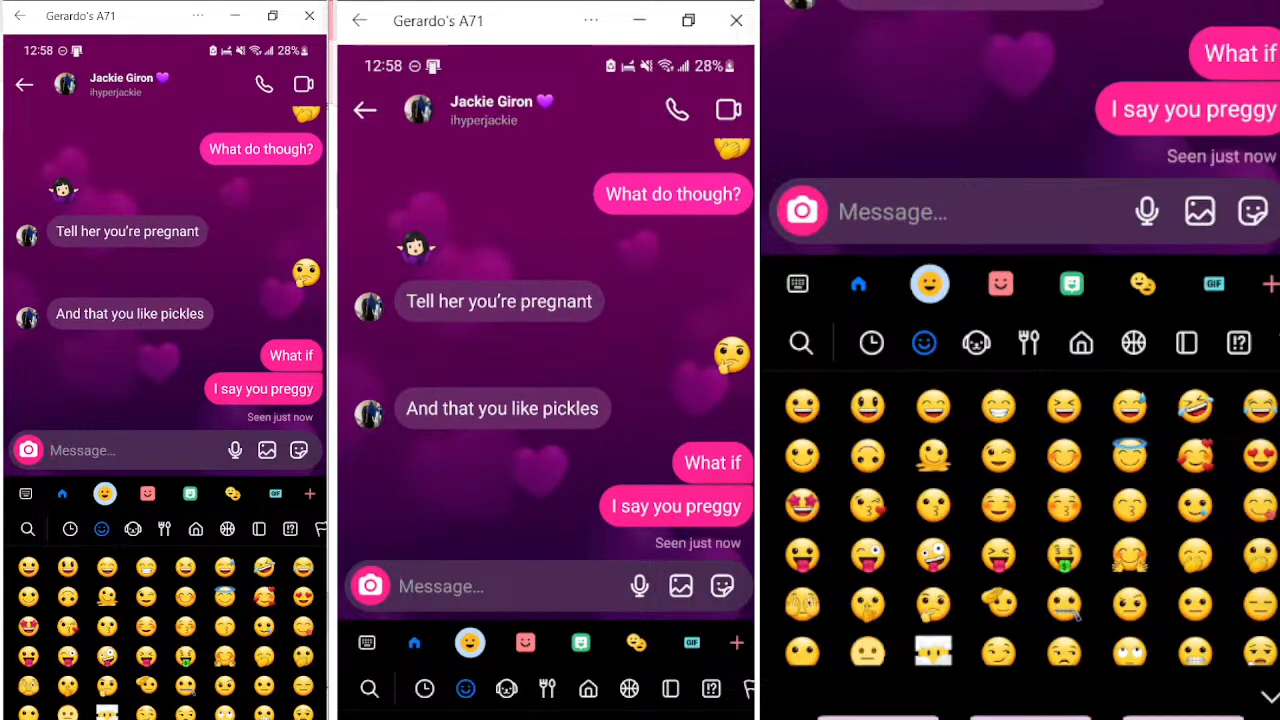 Gerardo's A71
12:58
28%
Jackie Giron 💜
ihyperjackie
What do though?
Tell her you're pregnant
And that you like pickles
What if
I say you preggy
Seen just now
Message...
GIF
!?
Gerardo's A71
12:58
28%
Jackie Giron 💜
ihyperjackie
What do though?
Tell her you're pregnant
And that you like pickles
What if
I say you preggy
Seen just now
Message...
GIF
!?
What if
I say you preggy
Seen just now
Message...
GIF
!?